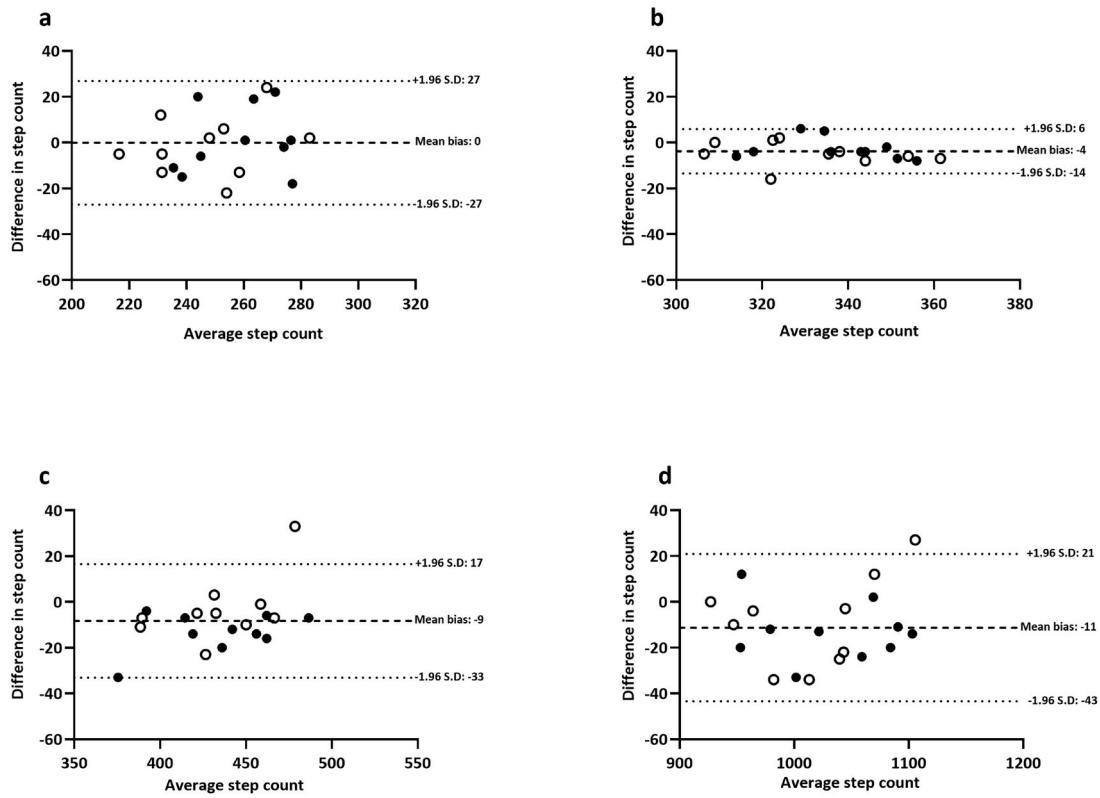 a
Difference in step count
40
20
0
-20
-40
-60
+1.96 S.D: 27
Mean bias: 0
-1.96 S.D: -27
200
220
240
260
280
300
320
Average step count
b
Difference in step count
40
20
0
-20
-40
-60
+1.96 S.D: 6
Mean bias: -4
-1.96 S.D: -14
300
320
340
360
380
Average step count
c
Difference in step count
40
20
0
-20
-40
-60
+1.96 S.D: 17
Mean bias: -9
-1.96 S.D: -33
350
400
450
500
550
Average step count
d
Difference in step count
40
20
0
-20
-40
-60
+1.96 S.D: 21
Mean bias: -11
-1.96 S.D: -43
900
1000
1100
1200
Average step count